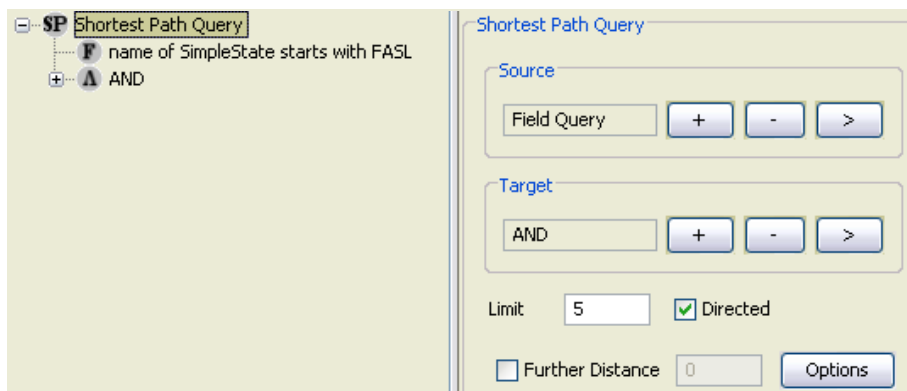 SP Shortest Path Query
F name of SimpleState starts with FASL
Λ AND
Shortest Path Query
Source
Field Query + - >
Target
AND + - >
Limit 5 Directed
Further Distance 0 Options